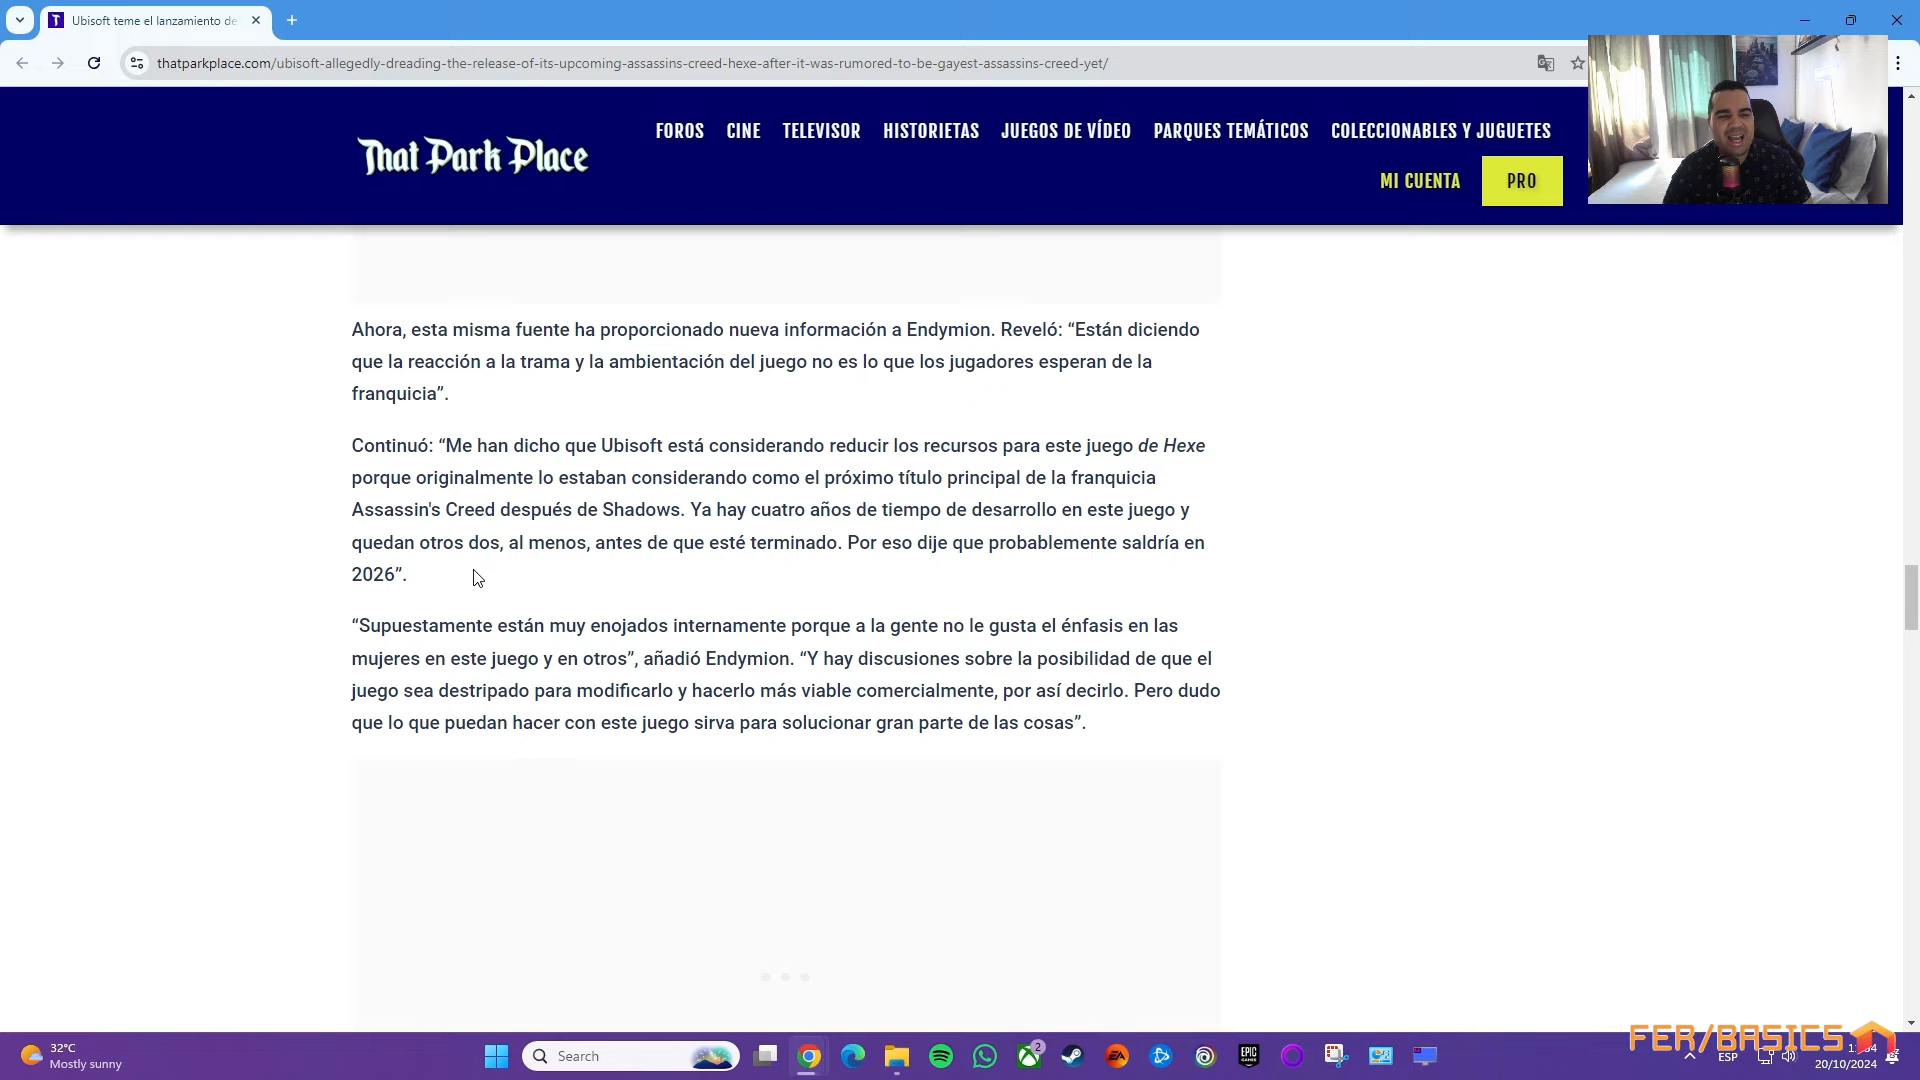 Ubisoft teme el lanzamiento de
thatparkplace.com/ubisoft-allegedly-dreading-the-release-of-its-upcoming-assassins-creed-hexe-after-it-was-rumored-to-be-gayest-assassins-creed-yet/
That Park Place
FOROS CINE TELEVISOR HISTORIETAS JUEGOS DE VÍDEO PARQUES TEMÁTICOS COLECCIONABLES Y JUGUETES
MI CUENTA PRO
Ahora, esta misma fuente ha proporcionado nueva información a Endymion. Reveló: “Están diciendo
que la reacción a la trama y la ambientación del juego no es lo que los jugadores esperan de la
franquicia”.
Continuó: “Me han dicho que Ubisoft está considerando reducir los recursos para este juego de Hexe
porque originalmente lo estaban considerando como el próximo título principal de la franquicia
Assassin's Creed después de Shadows. Ya hay cuatro años de tiempo de desarrollo en este juego y
quedan otros dos, al menos, antes de que esté terminado. Por eso dije que probablemente saldría en
2026”.
“Supuestamente están muy enojados internamente porque a la gente no le gusta el énfasis en las
mujeres en este juego y en otros”, añadió Endymion. “Y hay discusiones sobre la posibilidad de que el
juego sea destripado para modificarlo y hacerlo más viable comercialmente, por así decirlo. Pero dudo
que lo que puedan hacer con este juego sirva para solucionar gran parte de las cosas”.
FER/BASICS
32°C
Mostly sunny
Search
2
EA
EPIC
GAMES
ESP
20/10/2024